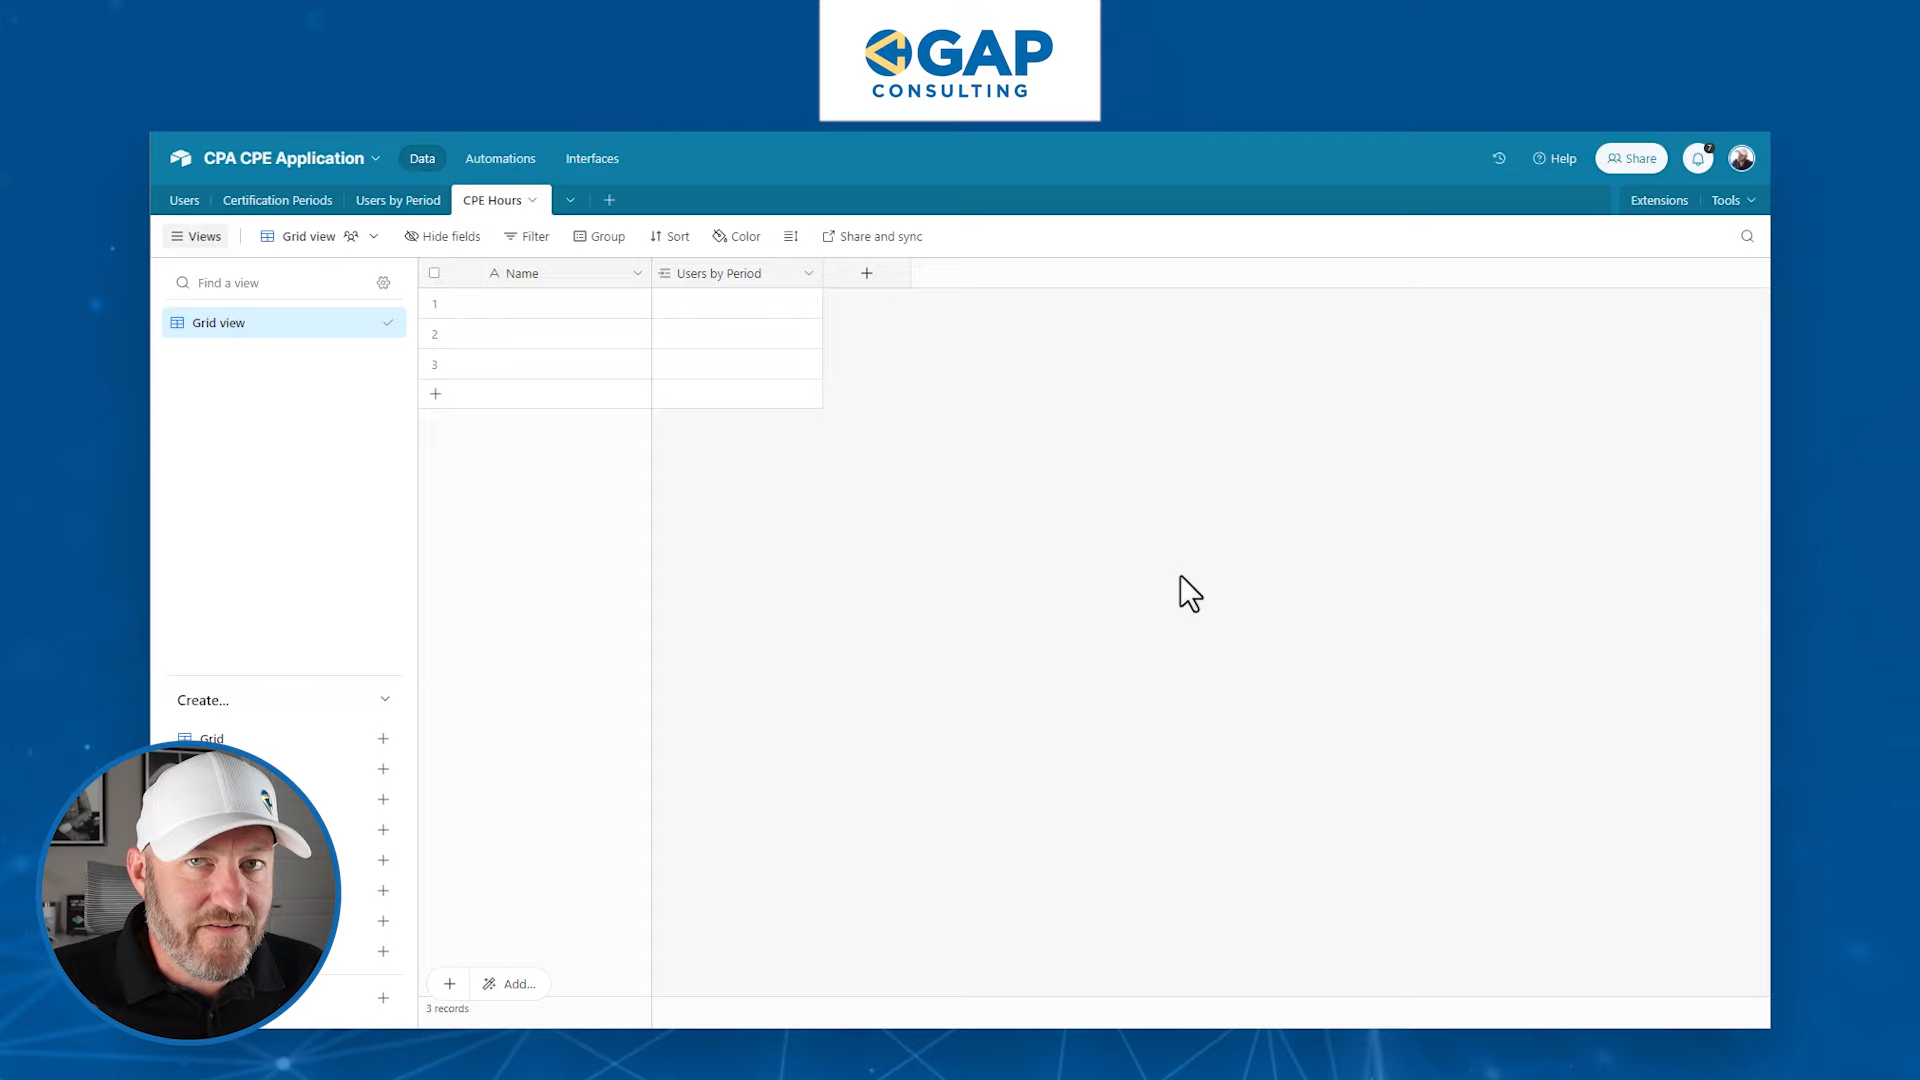 GAP
CONSULTING
CPA CPE Application
Data
Automations
Interfaces
Help
Share
7
Users
Certification Periods
Users by Period
CPE Hours
Extensions
Tools
Views
Grid view
Hide fields
Filter
Group
Sort
Color
Share and sync
Find a view
Grid view
Name
Users by Period
1
2
3
Create...
Grid
Add...
3 records